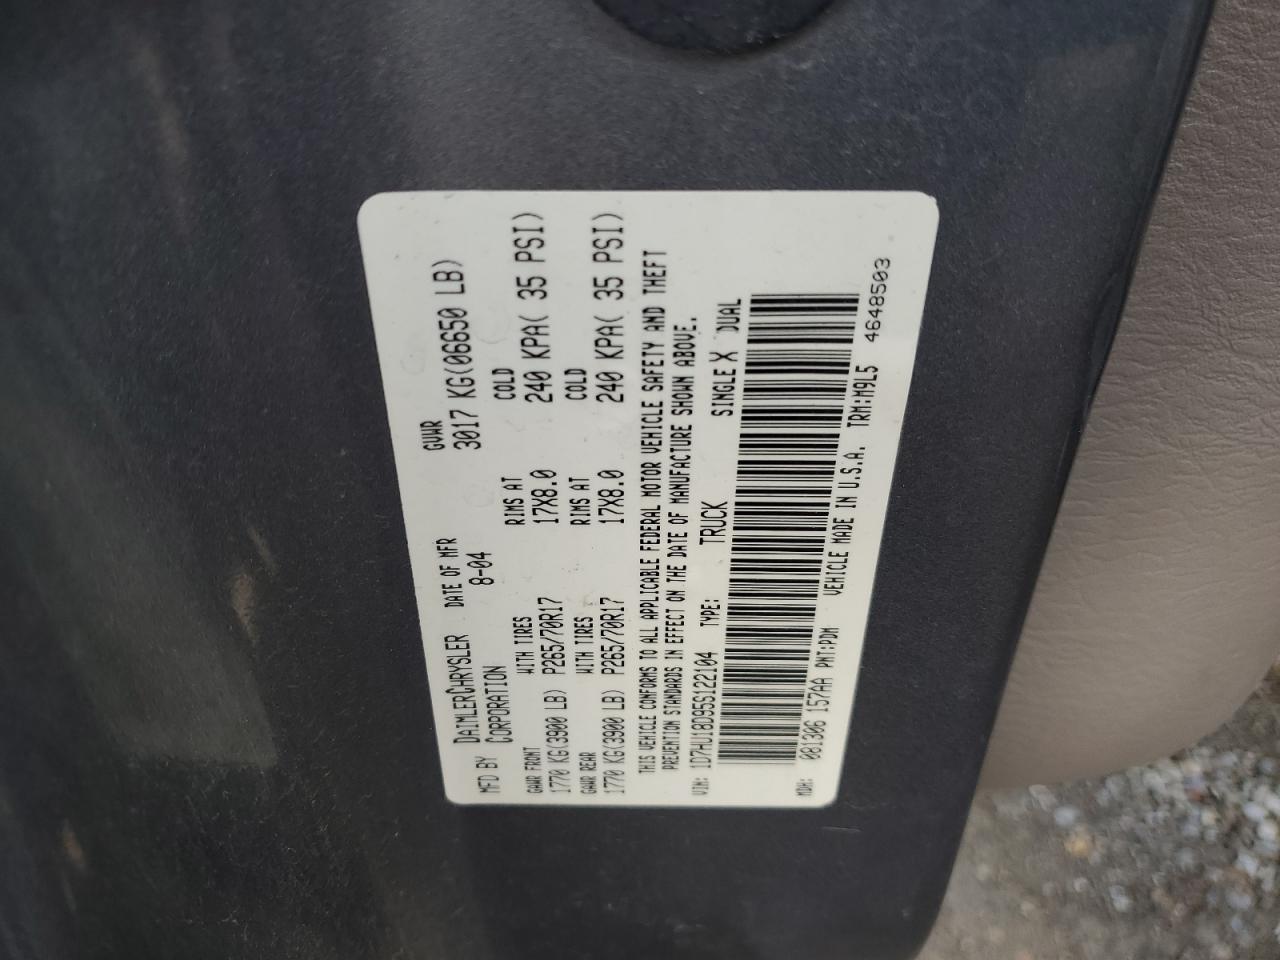 MFD BY DAIMLERCHRYSLER CORPORATION DATE OF MFR 8-04 GVWR 3017 KG(06650 LB)
GAWR FRONT WITH TIRES RIMS AT COLD
1770 KG(3900 LB) P265/70R17 17X8.0 240 KPA( 35 PSI)
GAWR REAR WITH TIRES RIMS AT COLD
1770 KG(3900 LB) P265/70R17 17X8.0 240 KPA( 35 PSI)
THIS VEHICLE CONFORMS TO ALL APPLICABLE FEDERAL MOTOR VEHICLE SAFETY AND THEFT
PREVENTION STANDARDS IN EFFECT ON THE DATE OF MANUFACTURE SHOWN ABOVE.
VIN: 1D7HU18D95S122104 TYPE: TRUCK SINGLE X DUAL
MDH: 081306 157AA PNT:PDM VEHICLE MADE IN U.S.A. TRM:M9L5 4648503